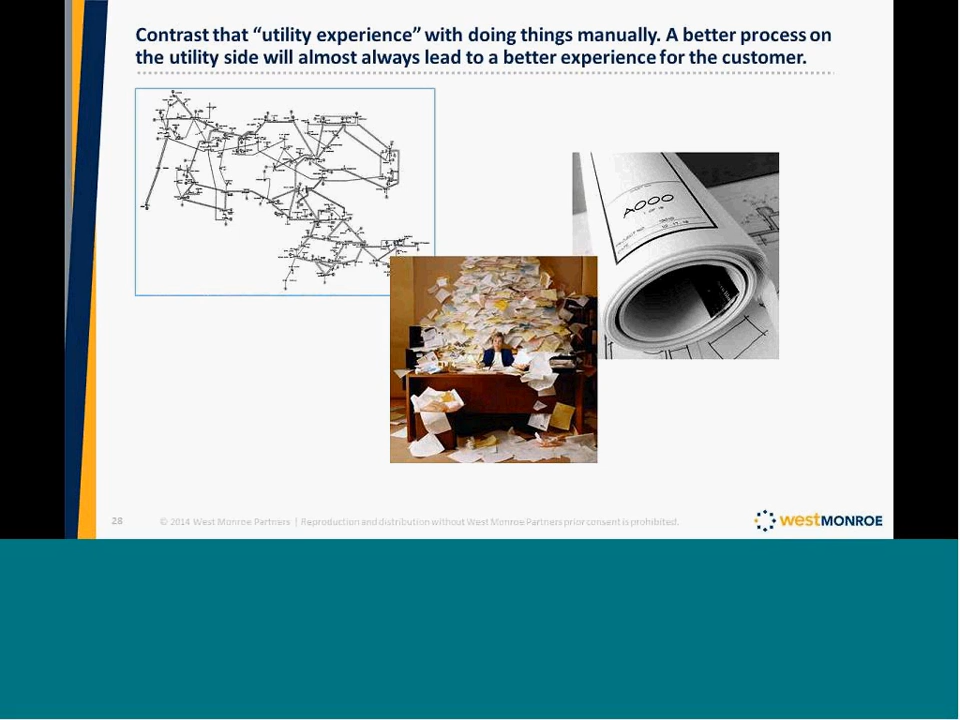 Contrast that “utility experience” with doing things manually. A better process on
the utility side will almost always lead to a better experience for the customer.
A000
28
© 2014 West Monroe Partners | Reproduction and distribution without West Monroe Partners prior consent is prohibited.
westMONROE